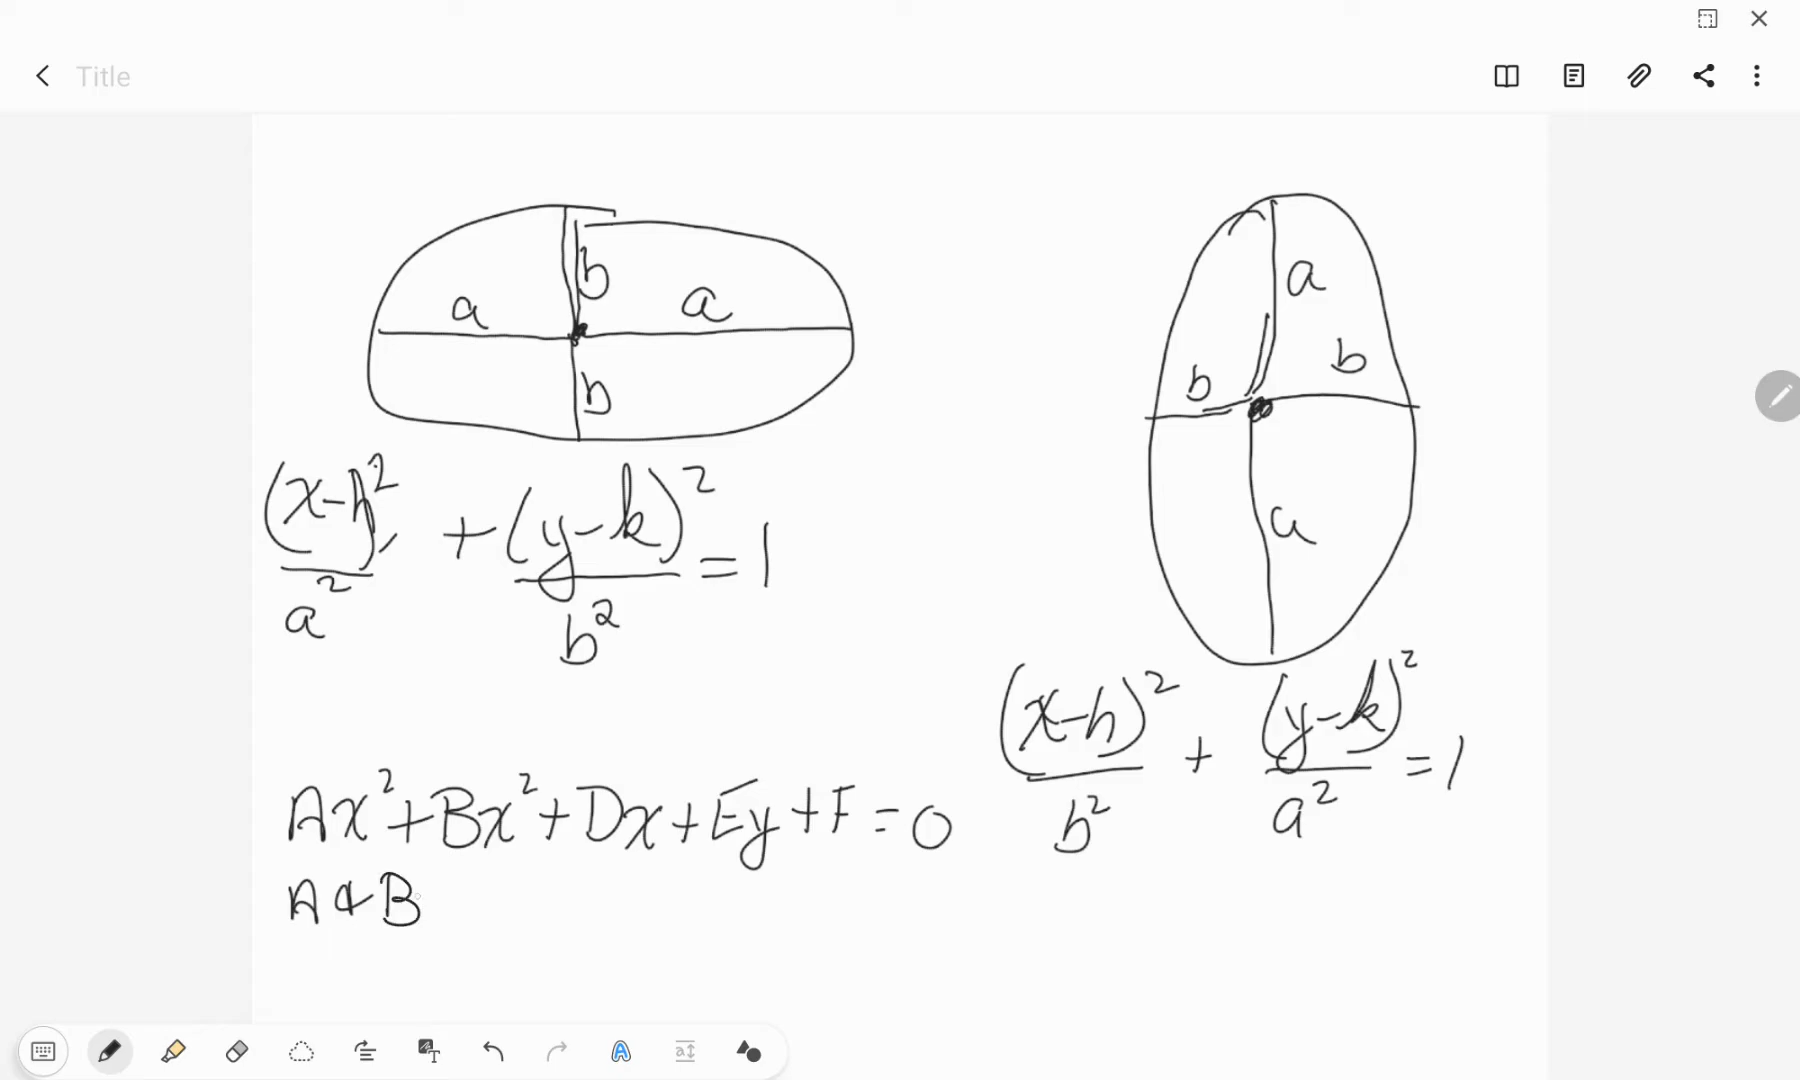 Title
b
a
a
b
a
b
b
a
(x-h)² / a² + (y-k)² / b² = 1
(x-h)² / b² + (y-k)² / a² = 1
Ax² + Bx² + Dx + Ey + F = 0
A & B